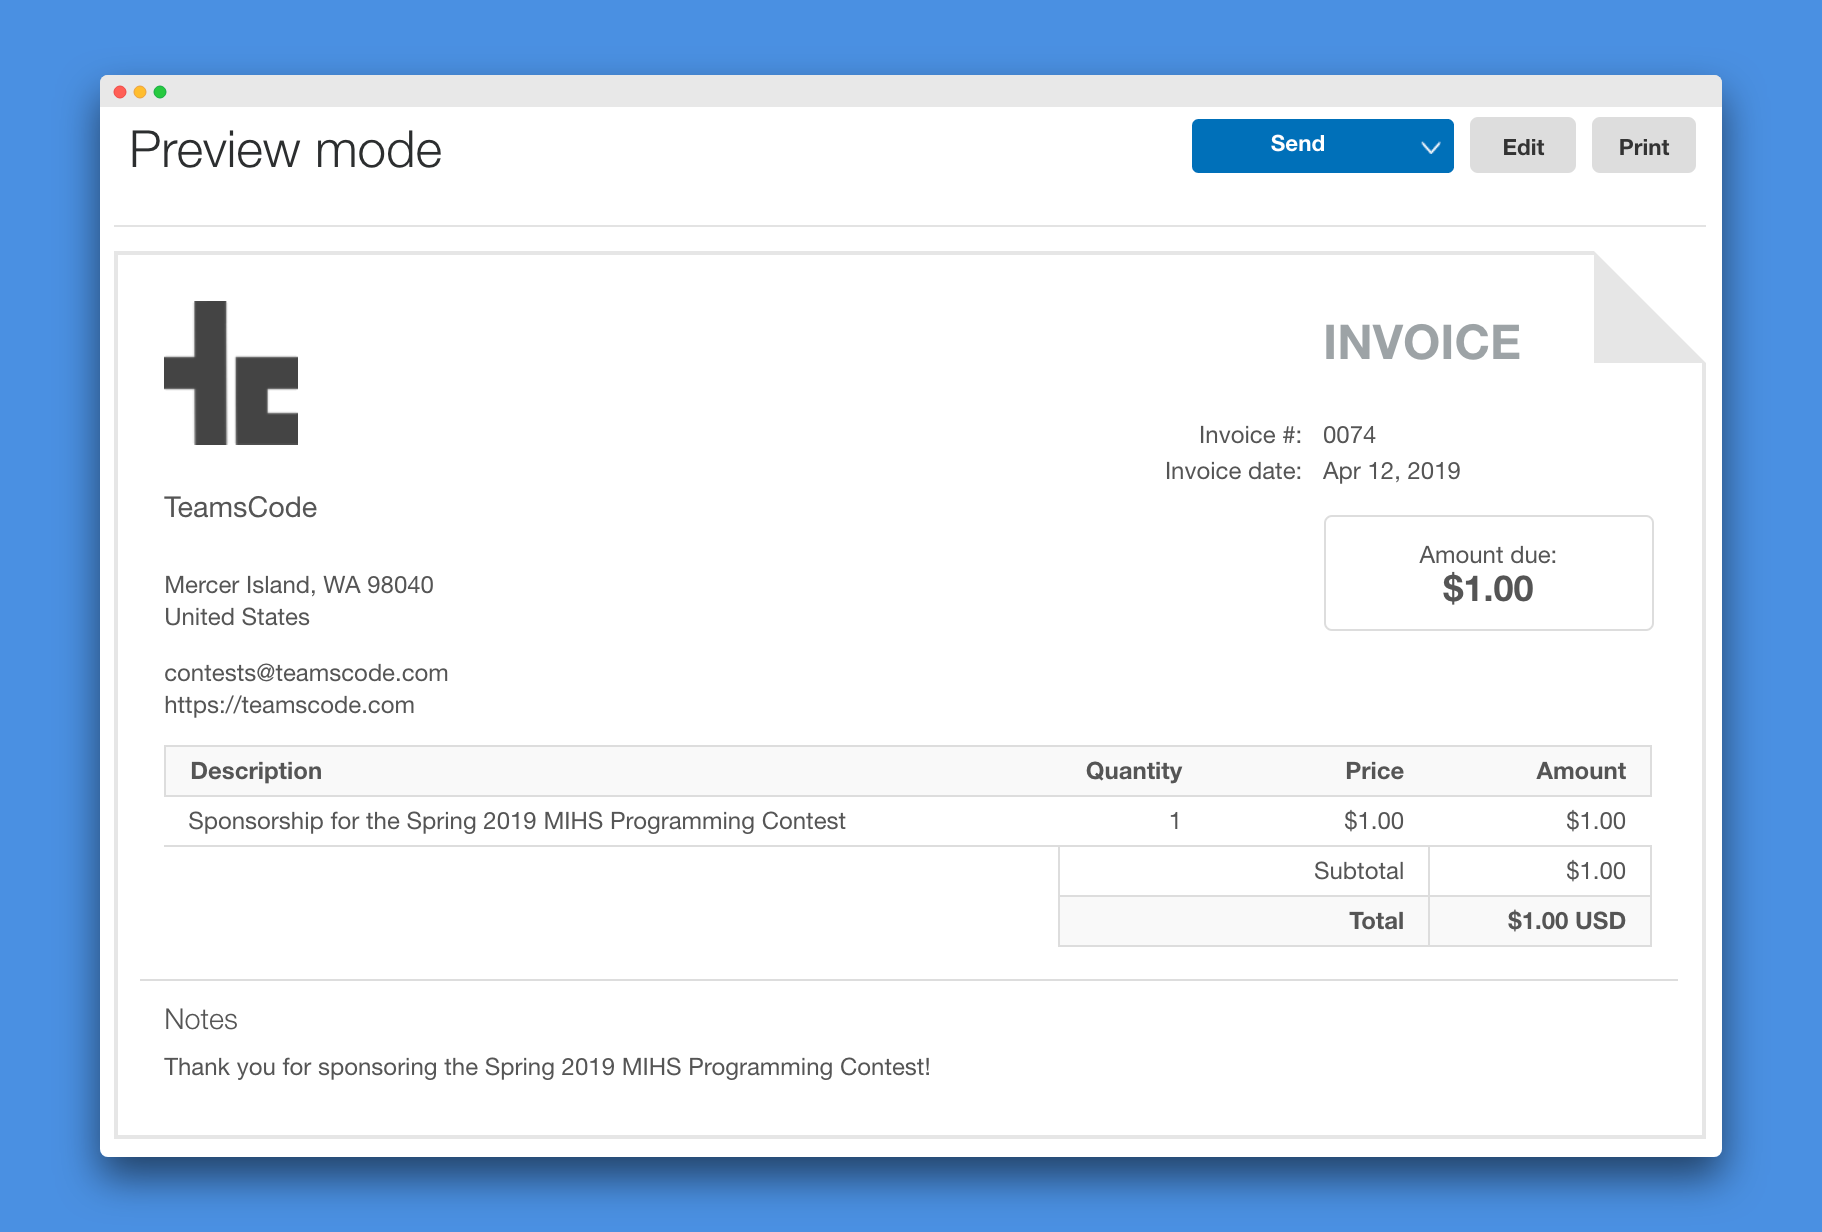 Preview mode
Send
Edit
Print
INVOICE
Invoice #: 0074
Invoice date: Apr 12, 2019
Amount due:
$1.00
TeamsCode
Mercer Island, WA 98040
United States
contests@teamscode.com
https://teamscode.com
Description Quantity Price Amount
Sponsorship for the Spring 2019 MIHS Programming Contest 1 $1.00 $1.00
Subtotal $1.00
Total $1.00 USD
Notes
Thank you for sponsoring the Spring 2019 MIHS Programming Contest!